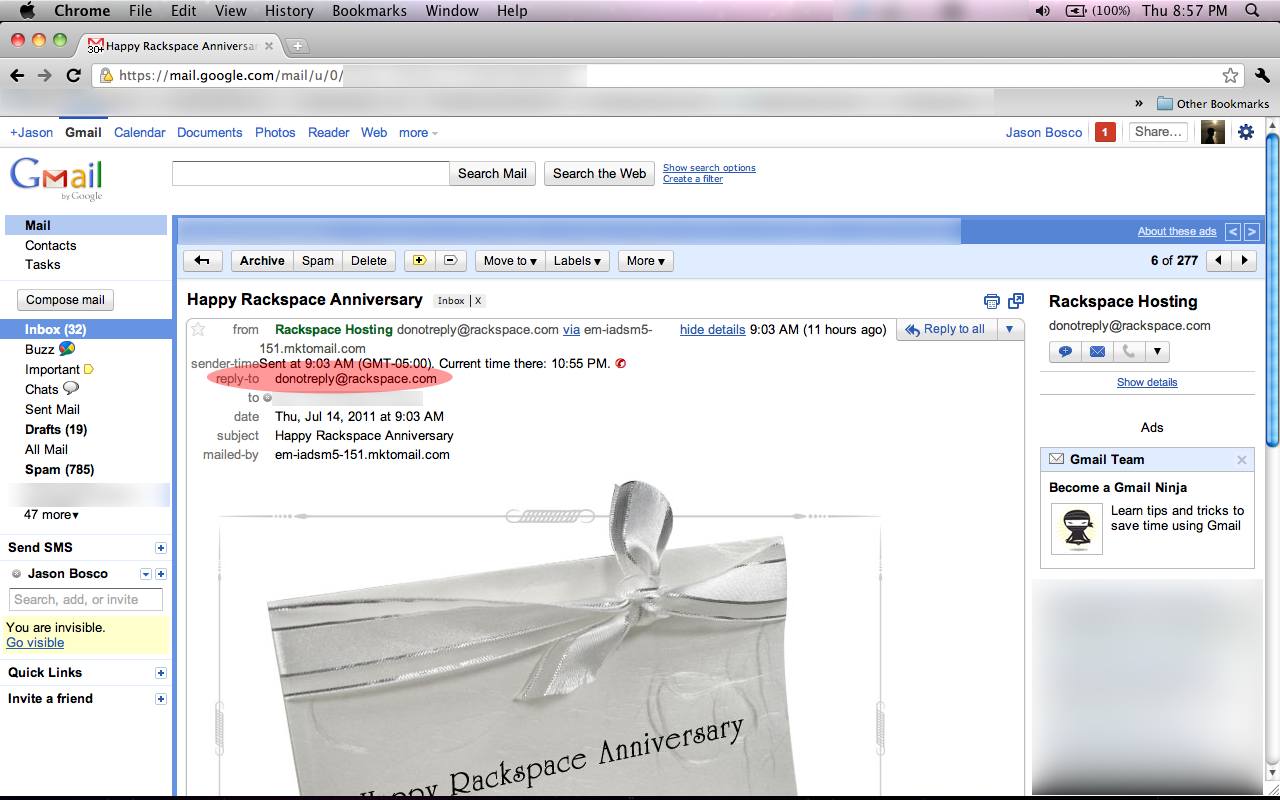 Chrome File Edit View History Bookmarks Window Help (100%) Thu 8:57 PM
30+ Happy Rackspace Anniversar
https://mail.google.com/mail/u/0/
» Other Bookmarks
+Jason Gmail Calendar Documents Photos Reader Web more Jason Bosco 1 Share...
Gmail by Google
Search Mail Search the Web Show search options
Create a filter
Mail
Contacts
Tasks
Compose mail
Inbox (32)
Buzz
Important
Chats
Sent Mail
Drafts (19)
All Mail
Spam (785)
47 more▾
Send SMS
Jason Bosco
Search, add, or invite
You are invisible.
Go visible
Quick Links
Invite a friend
About these ads < >
Archive Spam Delete Move to ▾ Labels ▾ More ▾ 6 of 277
Happy Rackspace Anniversary Inbox | X
from Rackspace Hosting donotreply@rackspace.com via em-iadsm5-151.mktomail.com hide details 9:03 AM (11 hours ago) Reply to all
sender-time Sent at 9:03 AM (GMT-05:00). Current time there: 10:55 PM.
reply-to donotreply@rackspace.com
to
date Thu, Jul 14, 2011 at 9:03 AM
subject Happy Rackspace Anniversary
mailed-by em-iadsm5-151.mktomail.com
Happy Rackspace Anniversary
Rackspace Hosting
donotreply@rackspace.com
Show details
Ads
Gmail Team
Become a Gmail Ninja
Learn tips and tricks to
save time using Gmail